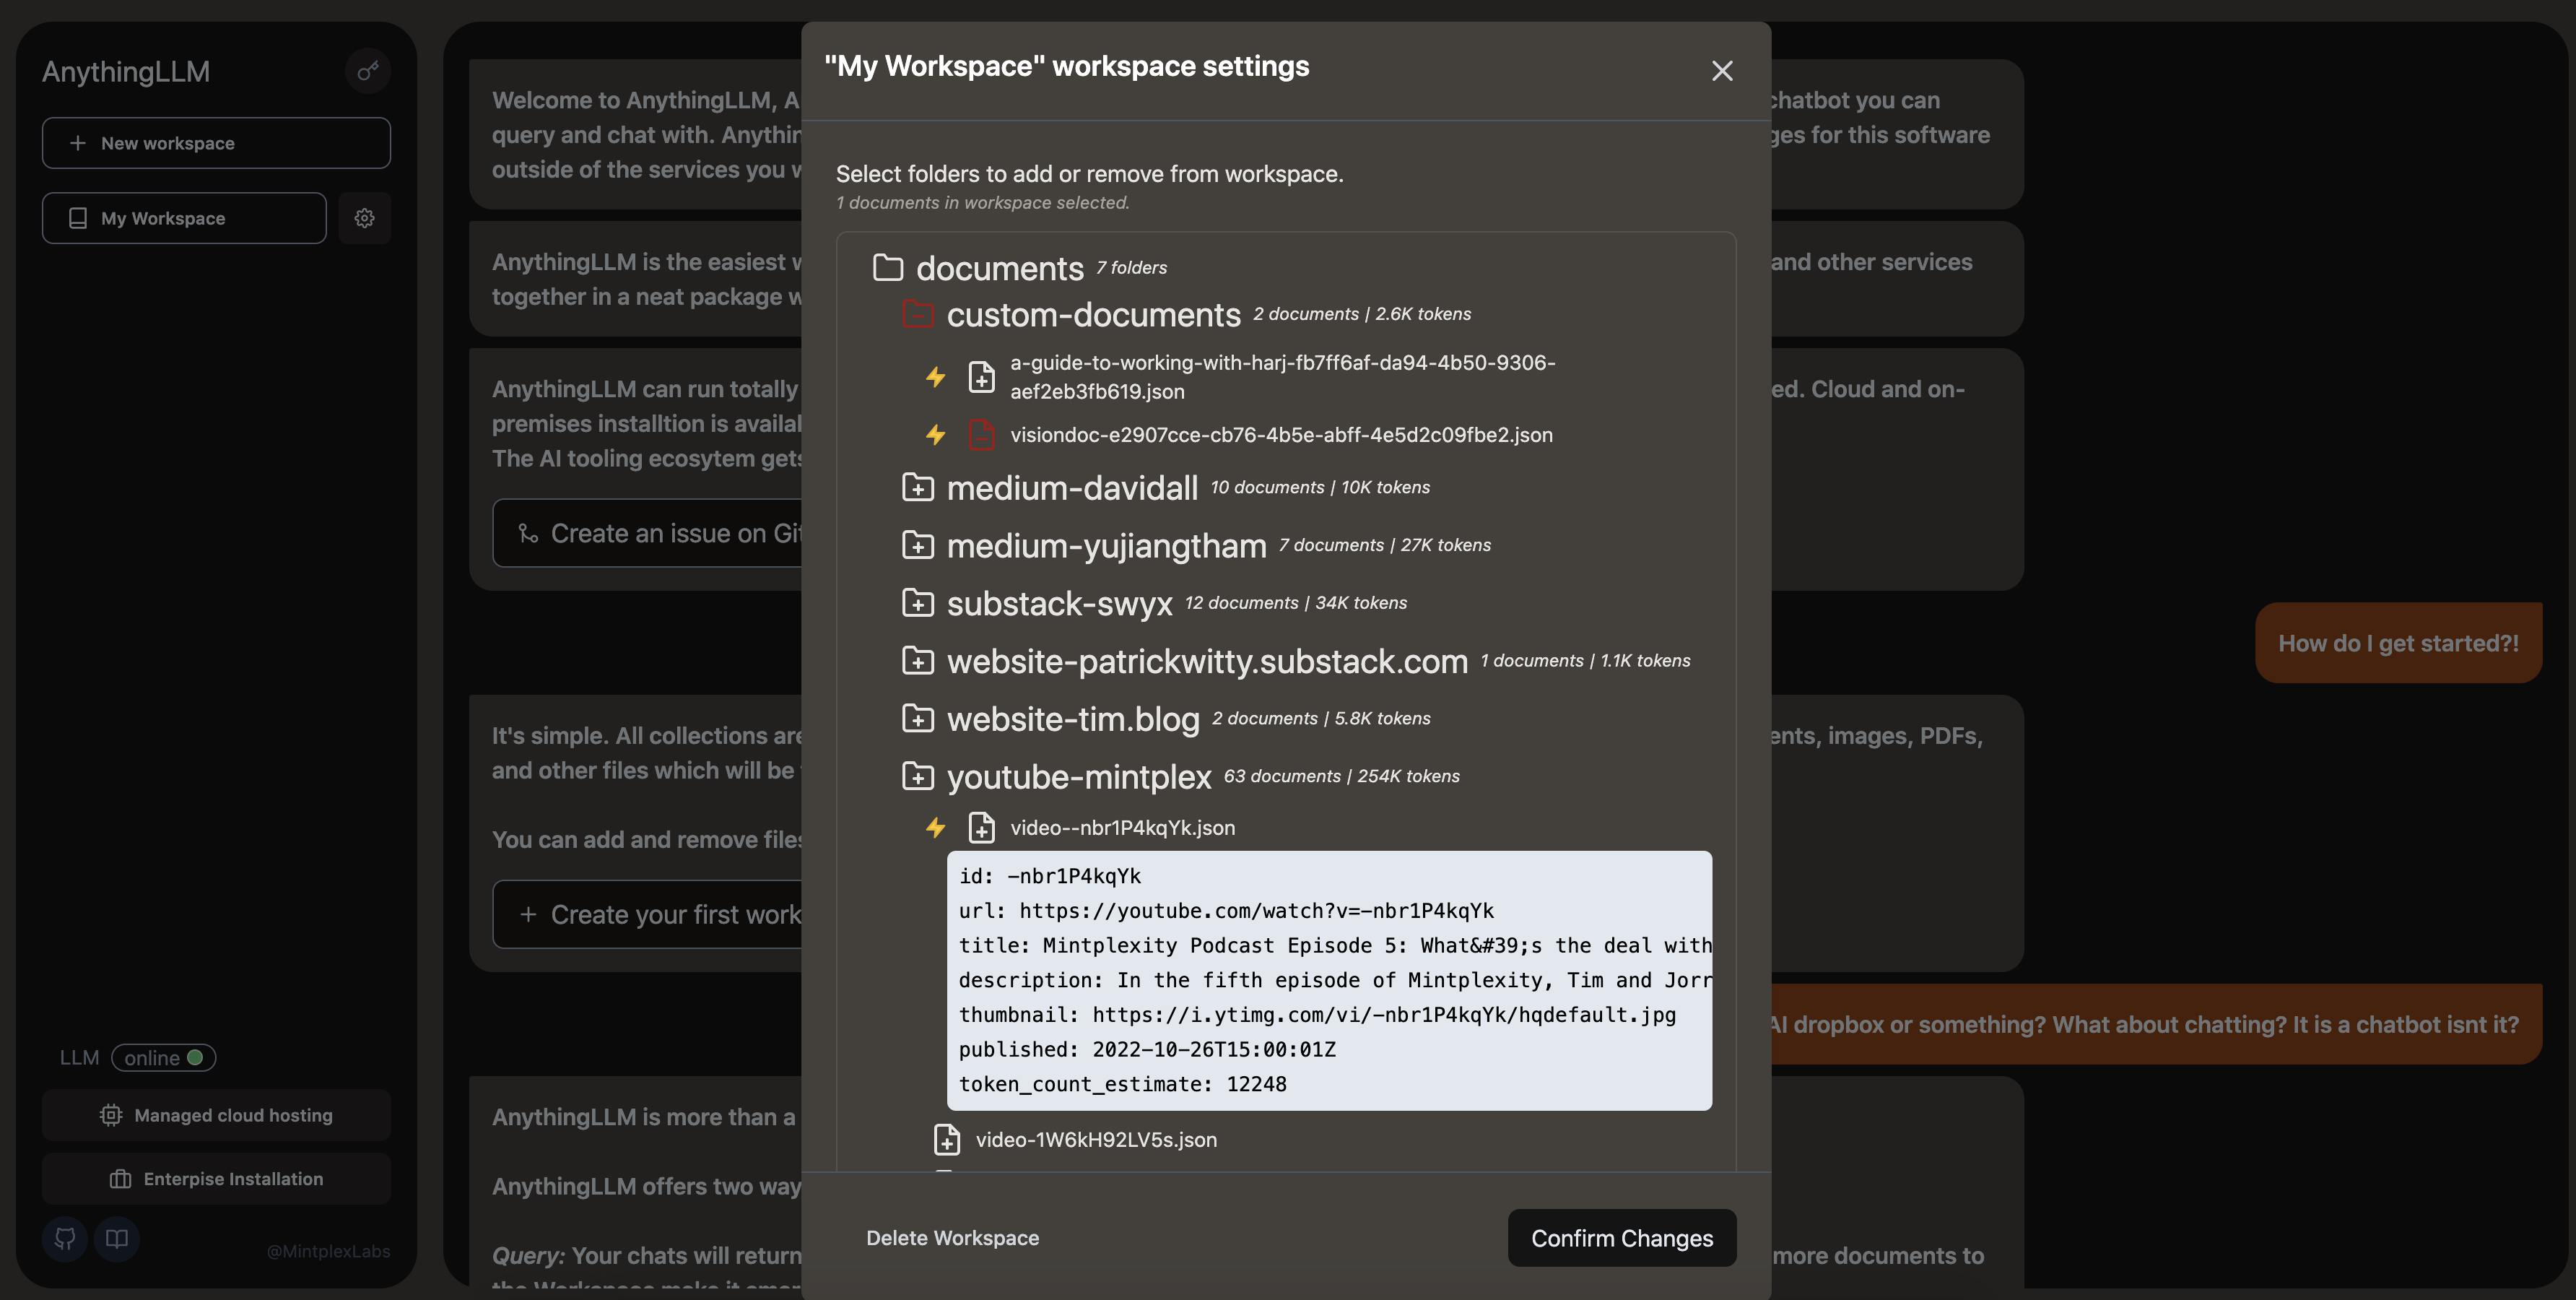 AnythingLLM
New workspace
My Workspace
LLM online
Managed cloud hosting
Enterpise Installation
@MintplexLabs
Welcome to AnythingLLM, A
query and chat with. Anythin
outside of the services you w
AnythingLLM is the easiest w
together in a neat package w
AnythingLLM can run totally
premises installtion is availal
The AI tooling ecosytem gets
Create an issue on Git
It's simple. All collections are
and other files which will be
You can add and remove files
Create your first work
AnythingLLM is more than a
AnythingLLM offers two way
Query: Your chats will return
the Workspace make it smar
"My Workspace" workspace settings
Select folders to add or remove from workspace.
1 documents in workspace selected.
documents 7 folders
custom-documents 2 documents | 2.6K tokens
a-guide-to-working-with-harj-fb7ff6af-da94-4b50-9306-
aef2eb3fb619.json
visiondoc-e2907cce-cb76-4b5e-abff-4e5d2c09fbe2.json
medium-davidall 10 documents | 10K tokens
medium-yujiangtham 7 documents | 27K tokens
substack-swyx 12 documents | 34K tokens
website-patrickwitty.substack.com 1 documents | 1.1K tokens
website-tim.blog 2 documents | 5.8K tokens
youtube-mintplex 63 documents | 254K tokens
video--nbr1P4kqYk.json
id: -nbr1P4kqYk
url: https://youtube.com/watch?v=-nbr1P4kqYk
title: Mintplexity Podcast Episode 5: What&#39;s the deal with
description: In the fifth episode of Mintplexity, Tim and Jorr
thumbnail: https://i.ytimg.com/vi/-nbr1P4kqYk/hqdefault.jpg
published: 2022-10-26T15:00:01Z
token_count_estimate: 12248
video-1W6kH92LV5s.json
Delete Workspace
Confirm Changes
chatbot you can
ges for this software
and other services
ed. Cloud and on-
How do I get started?!
ents, images, PDFs,
AI dropbox or something? What about chatting? It is a chatbot isnt it?
more documents to